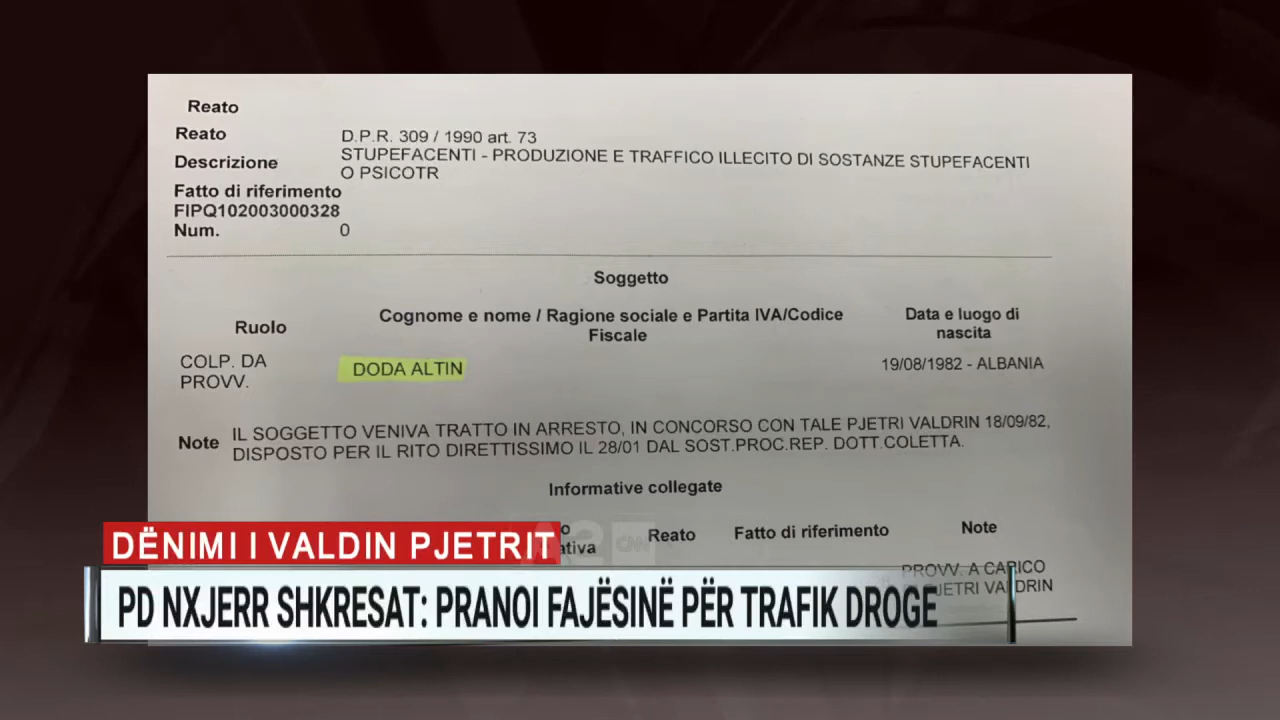 Reato
Reato D.P.R. 309 / 1990 art. 73
Descrizione STUPEFACENTI - PRODUZIONE E TRAFFICO ILLECITO DI SOSTANZE STUPEFACENTI
O PSICOTR
Fatto di riferimento
FIPQ102003000328
Num. 0
Soggetto
Ruolo Cognome e nome / Ragione sociale e Partita IVA/Codice Fiscale Data e luogo di nascita
COLP. DA PROVV. DODA ALTIN 19/08/1982 - ALBANIA
Note IL SOGGETTO VENIVA TRATTO IN ARRESTO, IN CONCORSO CON TALE PJETRI VALDRIN 18/09/82,
DISPOSTO PER IL RITO DIRETTISSIMO IL 28/01 DAL SOST.PROC.REP. DOTT.COLETTA.
Informative collegate
Reato Fatto di riferimento Note
PROVV. A CARICO
PJETRI VALDRIN
A2 CNN
DËNIMI I VALDIN PJETRIT
PD NXJERR SHKRESAT: PRANOI FAJËSINË PËR TRAFIK DROGE